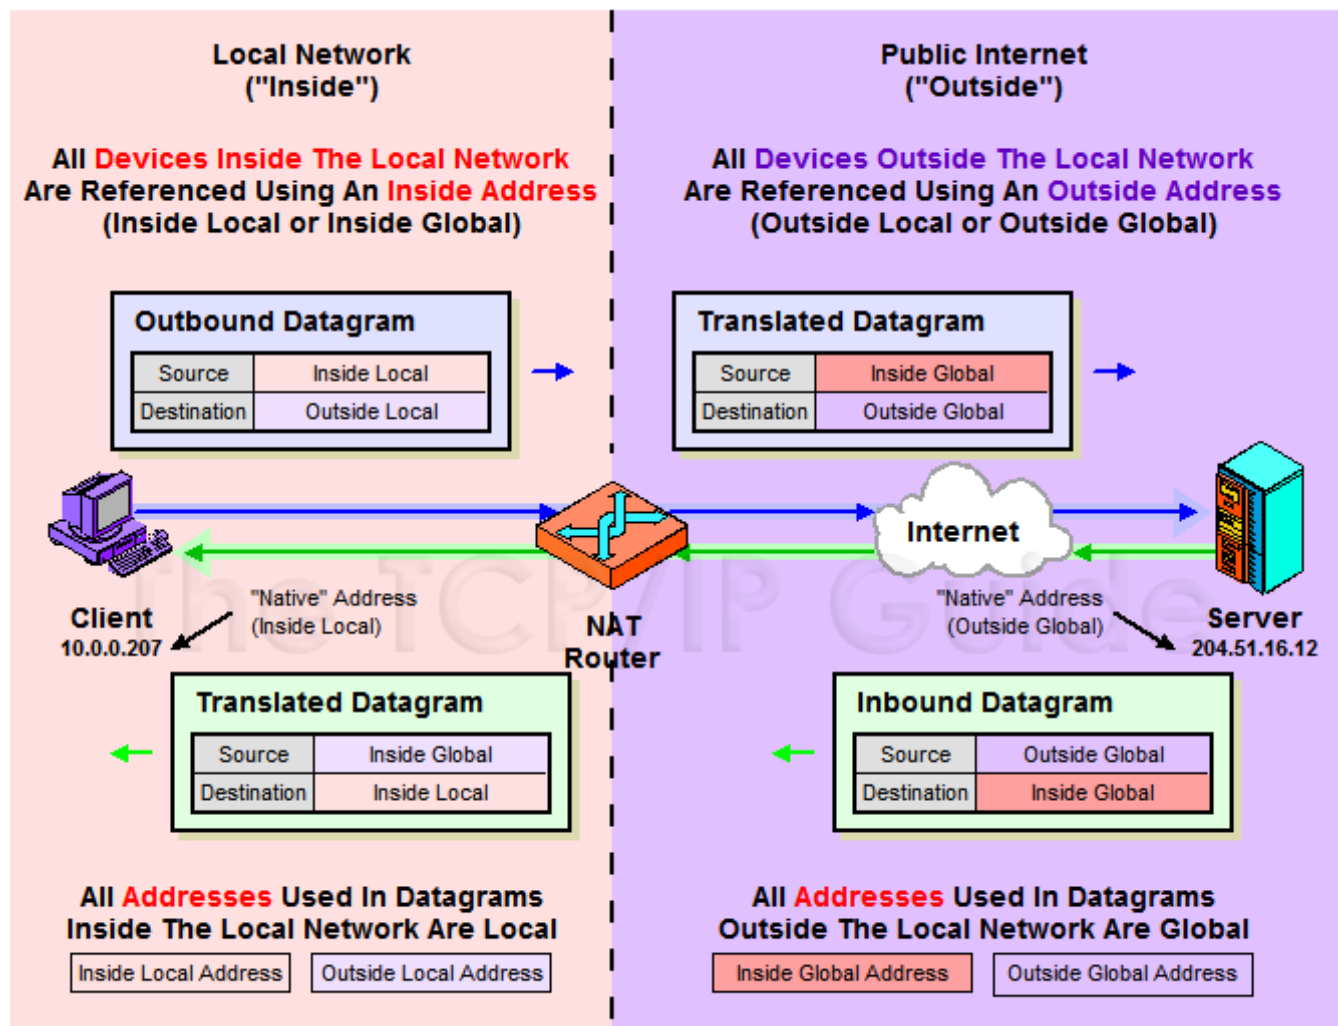 Local Network
("Inside")
Public Internet
("Outside")
All Devices Inside The Local Network
Are Referenced Using An Inside Address
(Inside Local or Inside Global)
All Devices Outside The Local Network
Are Referenced Using An Outside Address
(Outside Local or Outside Global)
Outbound Datagram
Source Inside Local
Destination Outside Local
Translated Datagram
Source Inside Global
Destination Outside Global
Internet
The TCP/IP Guide
Client
10.0.0.207
"Native" Address
(Inside Local)
NAT
Router
"Native" Address
(Outside Global)
Server
204.51.16.12
Translated Datagram
Source Inside Global
Destination Inside Local
Inbound Datagram
Source Outside Global
Destination Inside Global
All Addresses Used In Datagrams
Inside The Local Network Are Local
Inside Local Address Outside Local Address
All Addresses Used In Datagrams
Outside The Local Network Are Global
Inside Global Address Outside Global Address